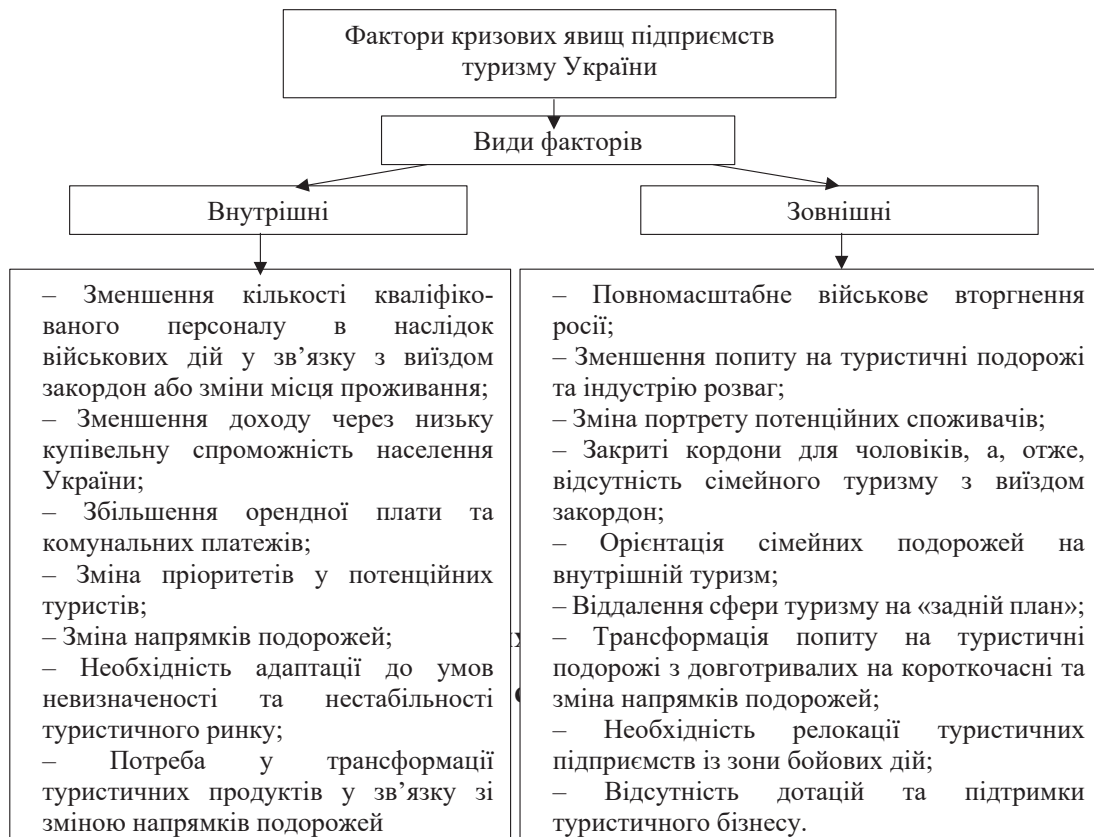 Фактори кризових явищ підприємств
туризму України
Види факторів
Внутрішні
Зовнішні
– Зменшення кількості кваліфіко-
ваного персоналу в наслідок
військових дій у зв’язку з виїздом
закордон або зміни місця проживання;
– Зменшення доходу через низьку
купівельну спроможність населення
України;
– Збільшення орендної плати та
комунальних платежів;
– Зміна пріоритетів у потенційних
туристів;
– Зміна напрямків подорожей;
– Необхідність адаптації до умов
невизначеності та нестабільності
туристичного ринку;
– Потреба у трансформації
туристичних продуктів у зв’язку зі
зміною напрямків подорожей
– Повномасштабне військове вторгнення
росії;
– Зменшення попиту на туристичні подорожі
та індустрію розваг;
– Зміна портрету потенційних споживачів;
– Закриті кордони для чоловіків, а, отже,
відсутність сімейного туризму з виїздом
закордон;
– Орієнтація сімейних подорожей на
внутрішній туризм;
– Віддалення сфери туризму на «задній план»;
– Трансформація попиту на туристичні
подорожі з довготривалих на короткочасні та
зміна напрямків подорожей;
– Необхідність релокації туристичних
підприємств із зони бойових дій;
– Відсутність дотацій та підтримки
туристичного бізнесу.